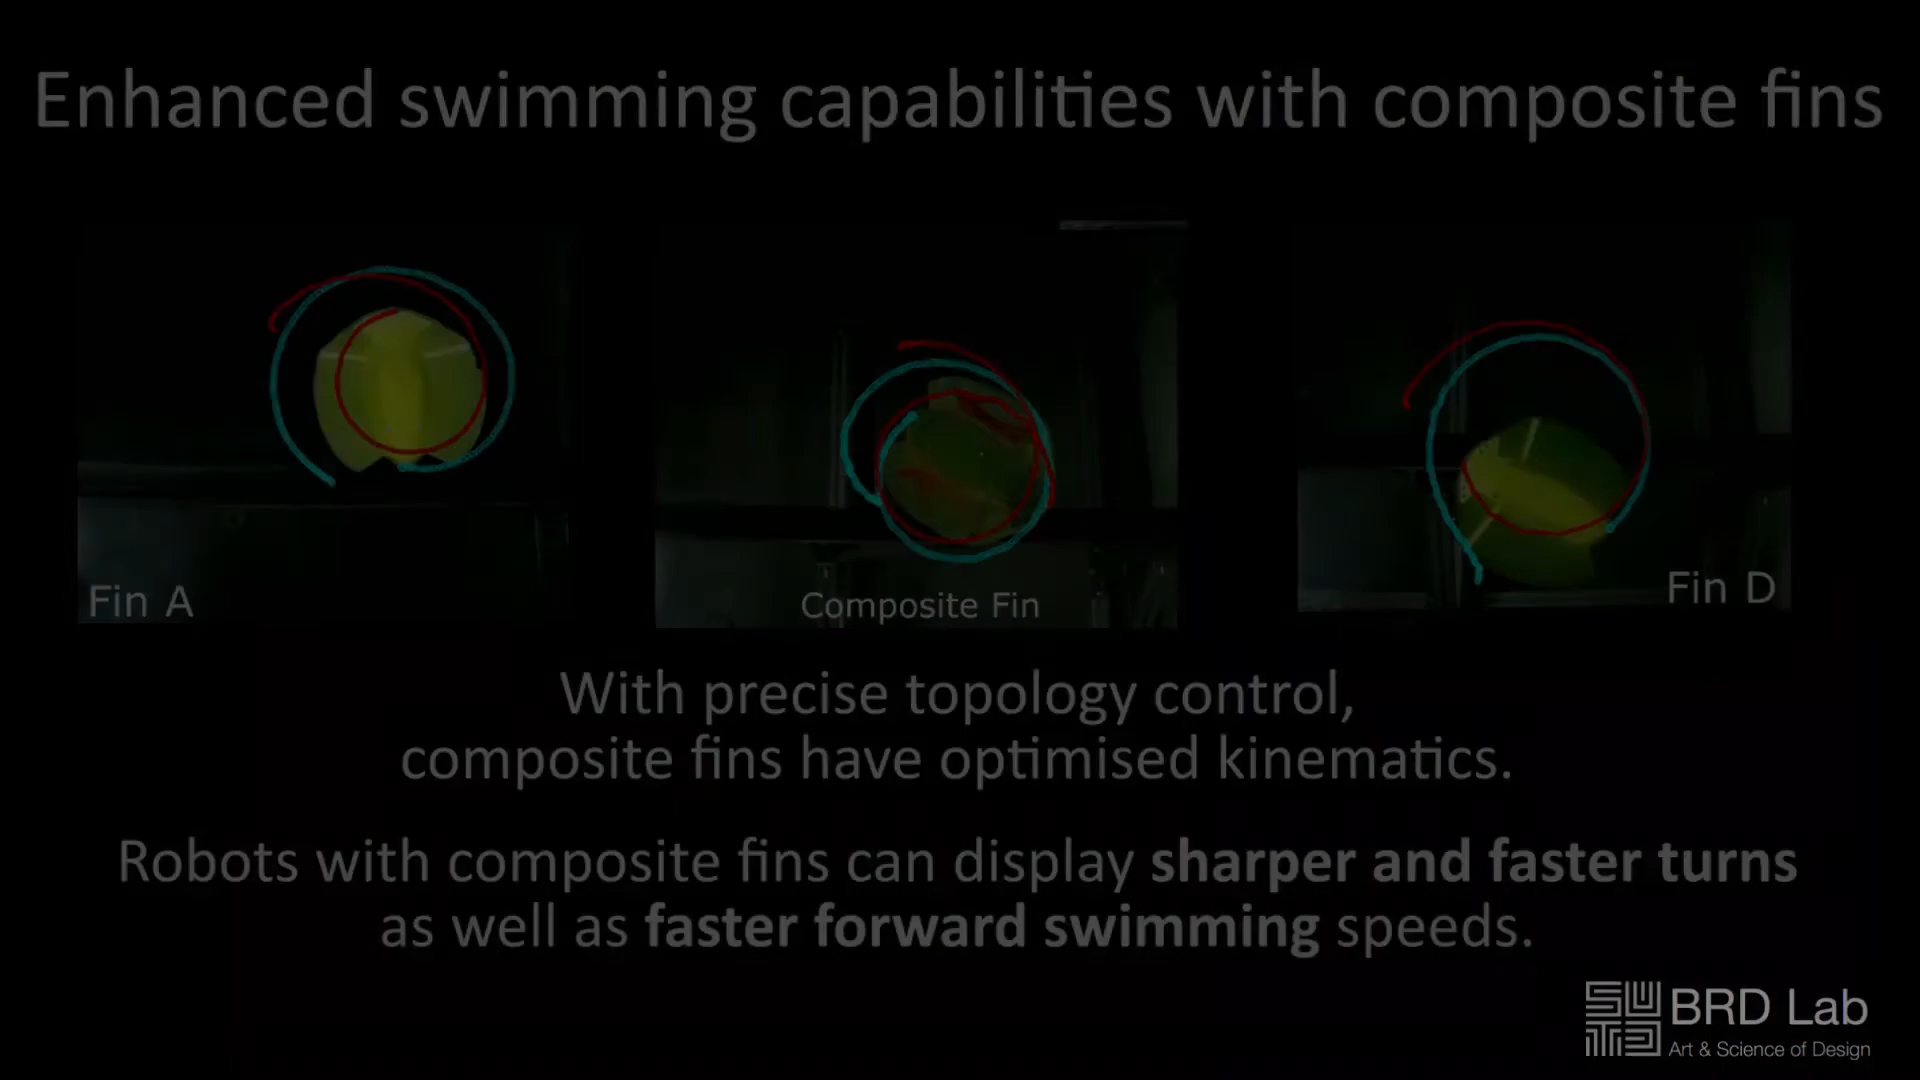 Enhanced swimming capabilities with composite fins
Fin A
Composite Fin
Fin D
With precise topology control,
composite fins have optimised kinematics.
Robots with composite fins can display sharper and faster turns
as well as faster forward swimming speeds.
SUTD
BRD Lab
Art & Science of Design